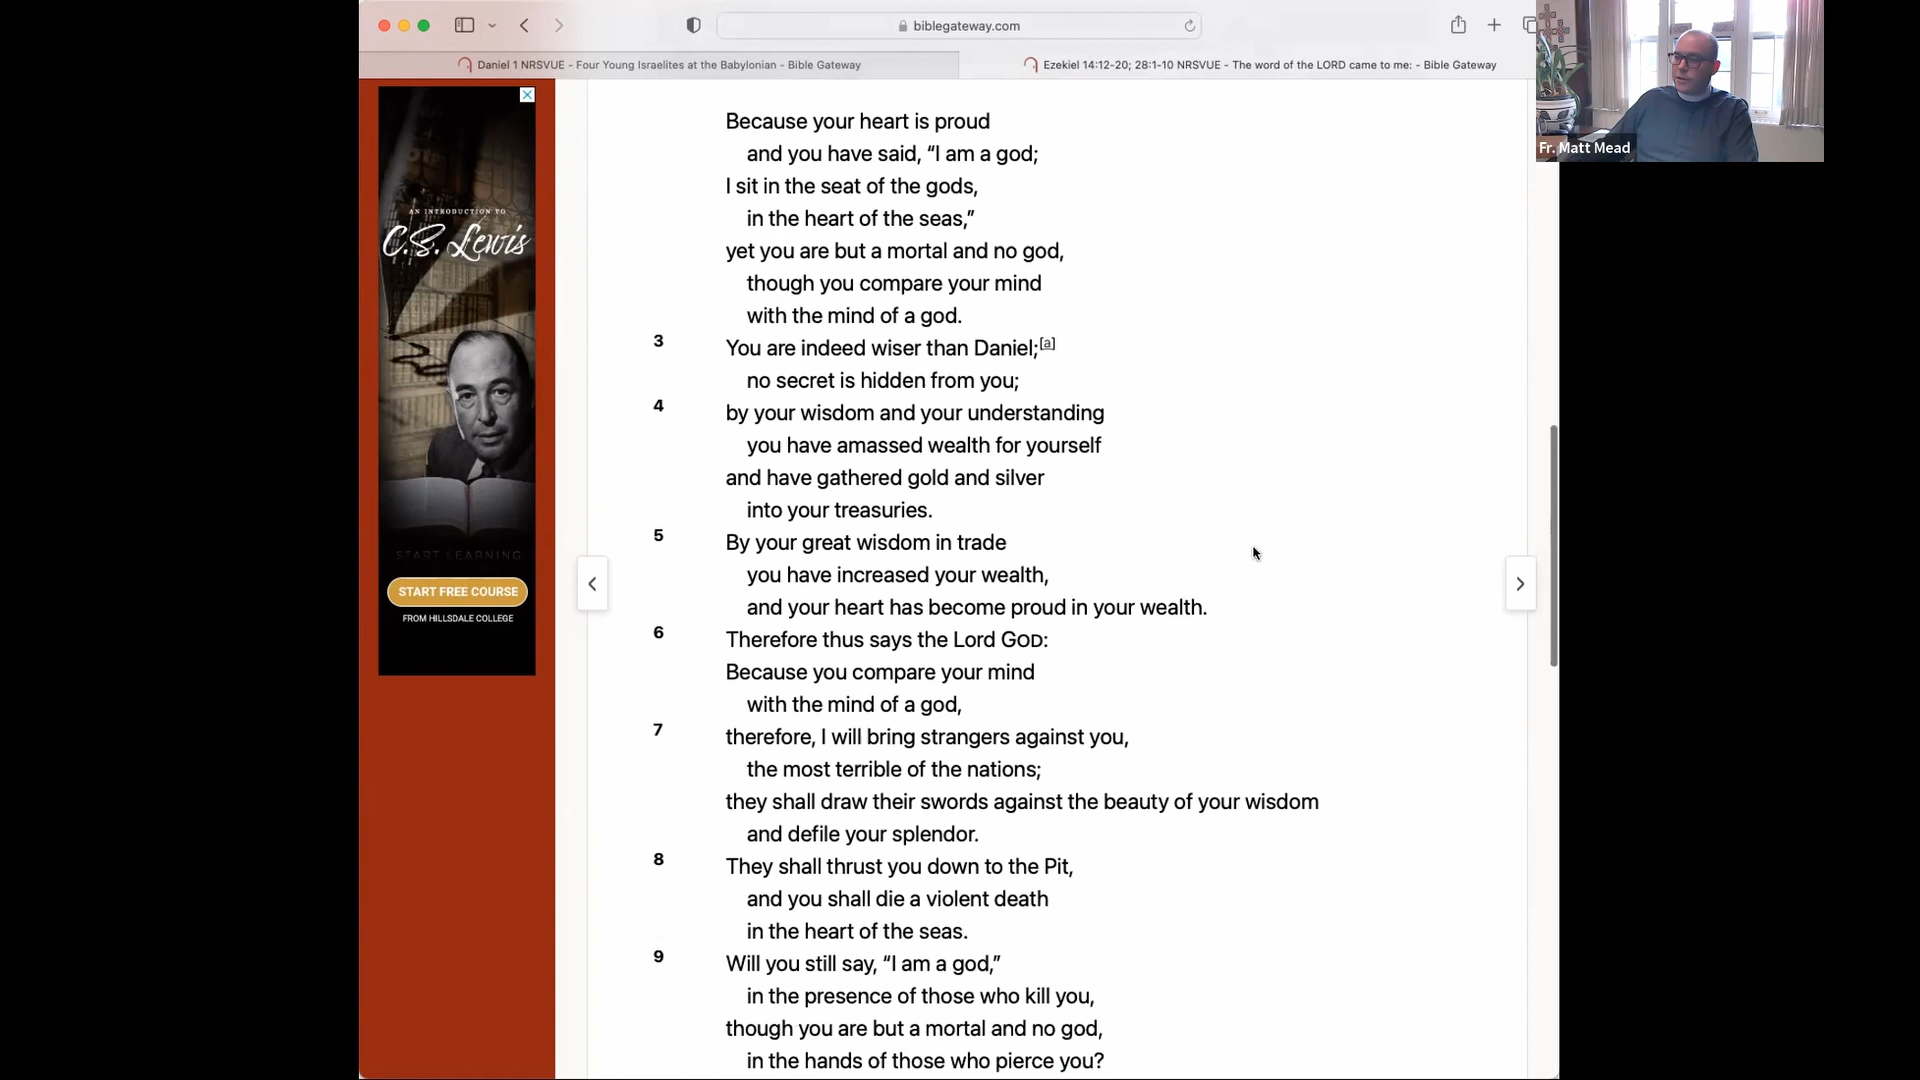 biblegateway.com
Daniel 1 NRSVUE - Four Young Israelites at the Babylonian - Bible Gateway
Ezekiel 14:12-20; 28:1-10 NRSVUE - The word of the LORD came to me: - Bible Gateway
Fr. Matt Mead
AN INTRODUCTION TO
C.S. Lewis
START LEARNING
START FREE COURSE
FROM HILLSDALE COLLEGE
Because your heart is proud
and you have said, “I am a god;
I sit in the seat of the gods,
in the heart of the seas,”
yet you are but a mortal and no god,
though you compare your mind
with the mind of a god.
3 You are indeed wiser than Daniel;[a]
no secret is hidden from you;
4 by your wisdom and your understanding
you have amassed wealth for yourself
and have gathered gold and silver
into your treasuries.
5 By your great wisdom in trade
you have increased your wealth,
and your heart has become proud in your wealth.
6 Therefore thus says the Lord GOD:
Because you compare your mind
with the mind of a god,
7 therefore, I will bring strangers against you,
the most terrible of the nations;
they shall draw their swords against the beauty of your wisdom
and defile your splendor.
8 They shall thrust you down to the Pit,
and you shall die a violent death
in the heart of the seas.
9 Will you still say, “I am a god,”
in the presence of those who kill you,
though you are but a mortal and no god,
in the hands of those who pierce you?